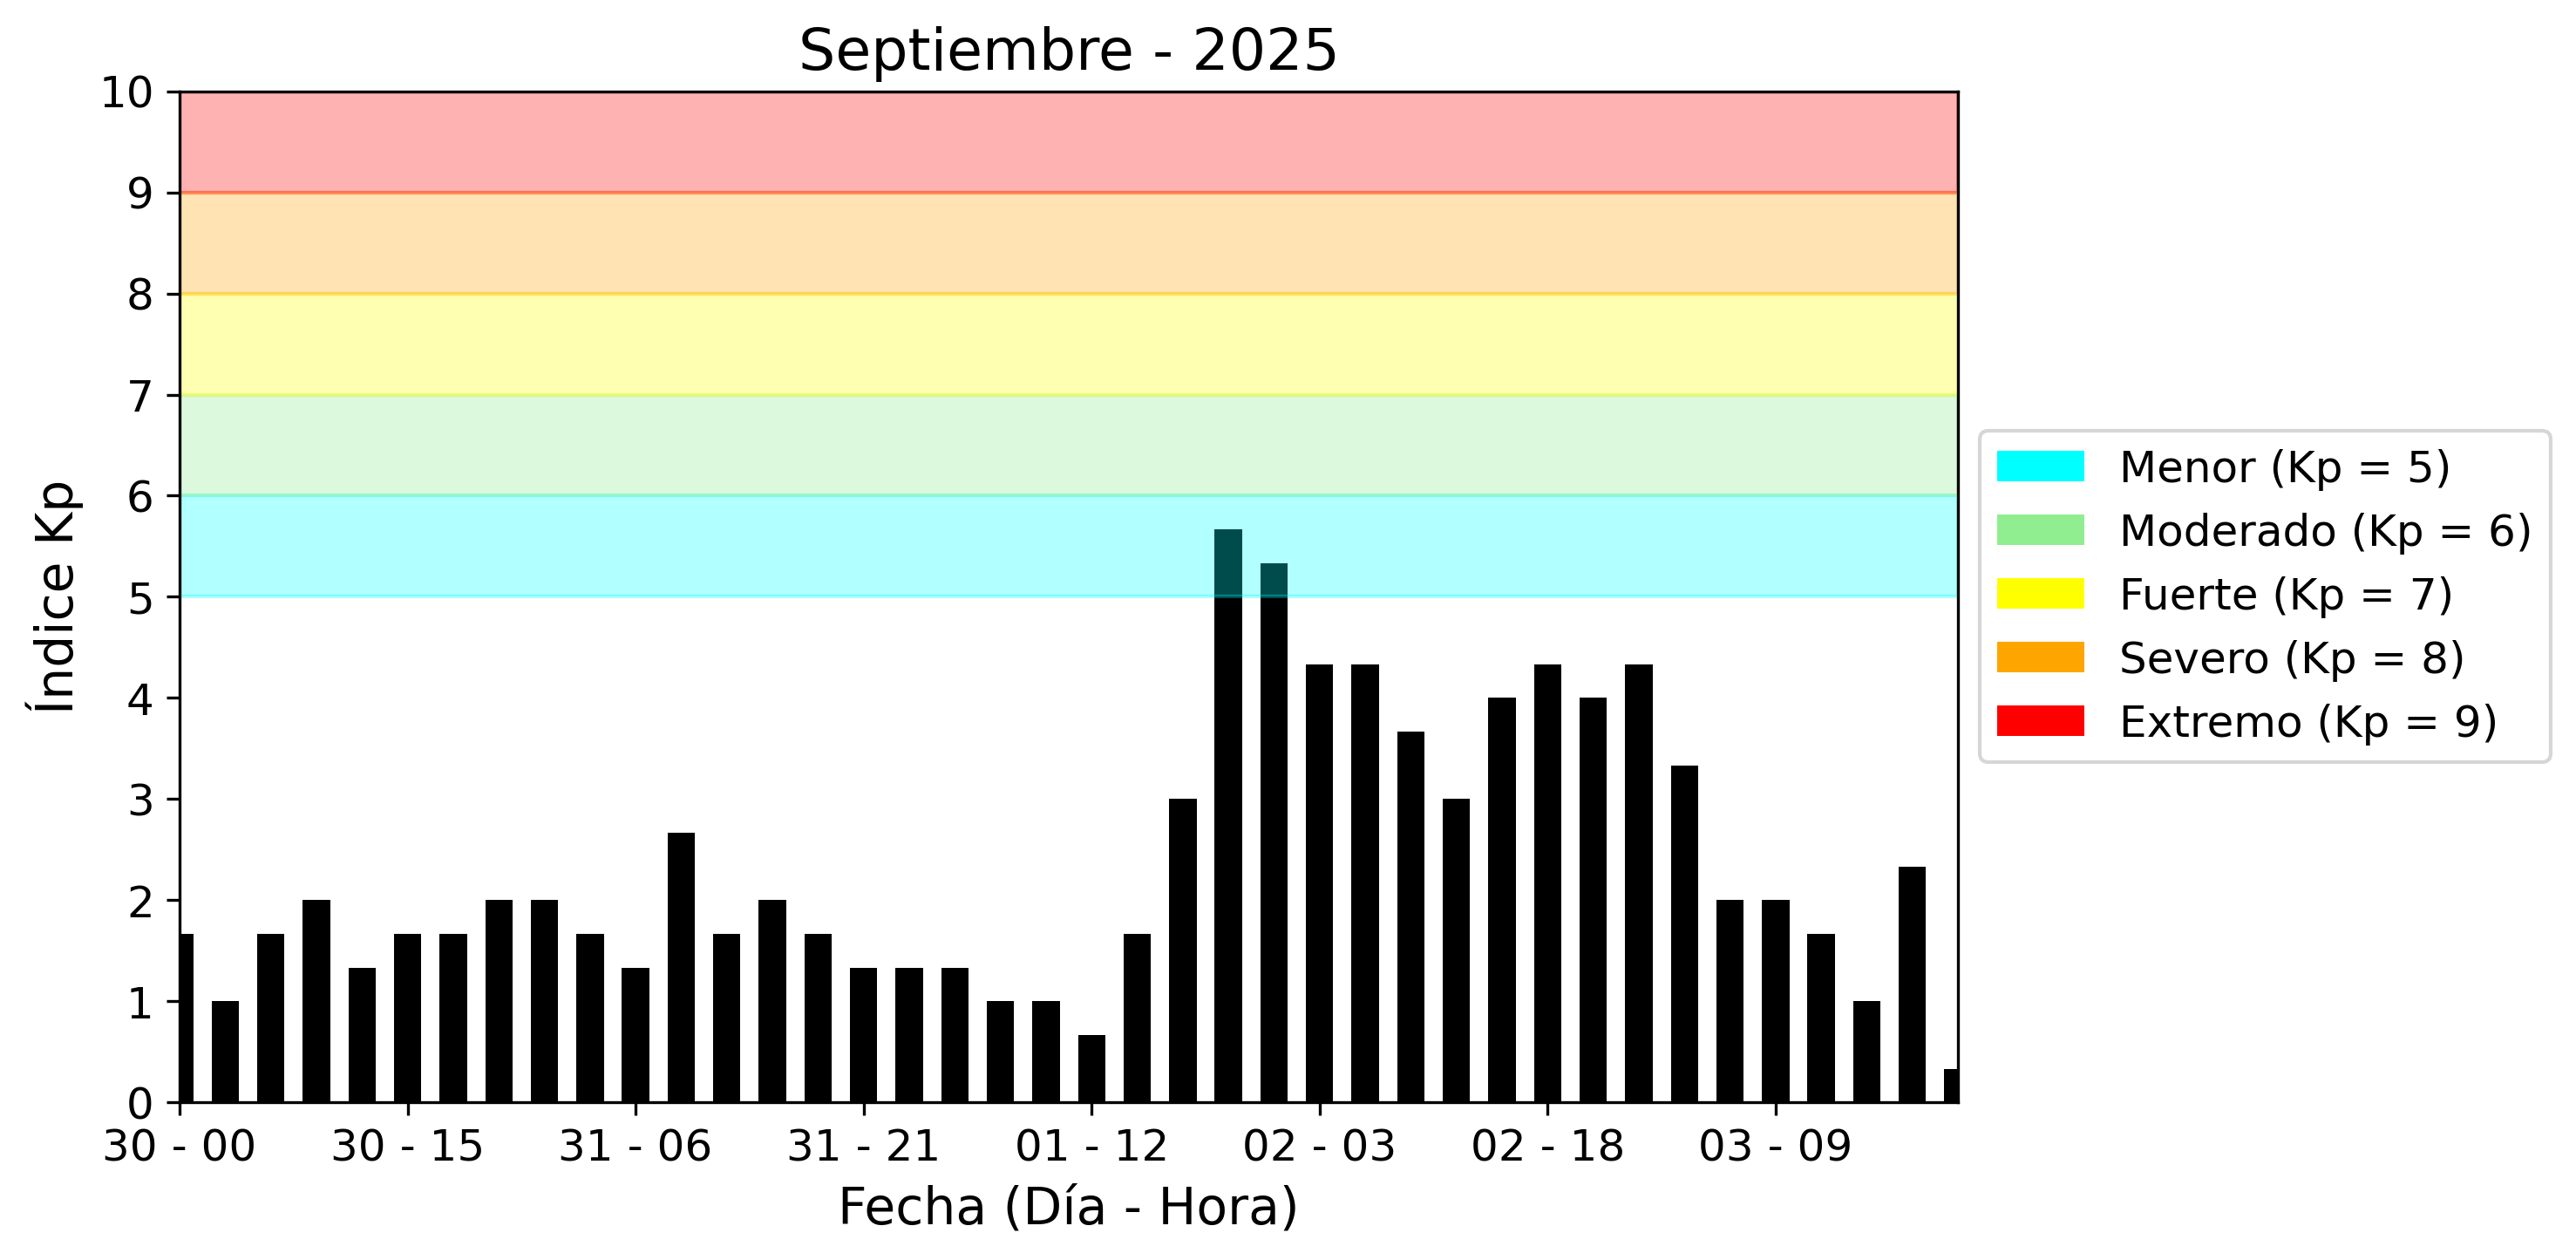 Septiembre - 2025
10
9
8
7
6
5
4
3
2
1
0
Índice Kp
30 - 00
30 - 15
31 - 06
31 - 21
01 - 12
02 - 03
02 - 18
03 - 09
Fecha (Día - Hora)
Menor (Kp = 5)
Moderado (Kp = 6)
Fuerte (Kp = 7)
Severo (Kp = 8)
Extremo (Kp = 9)